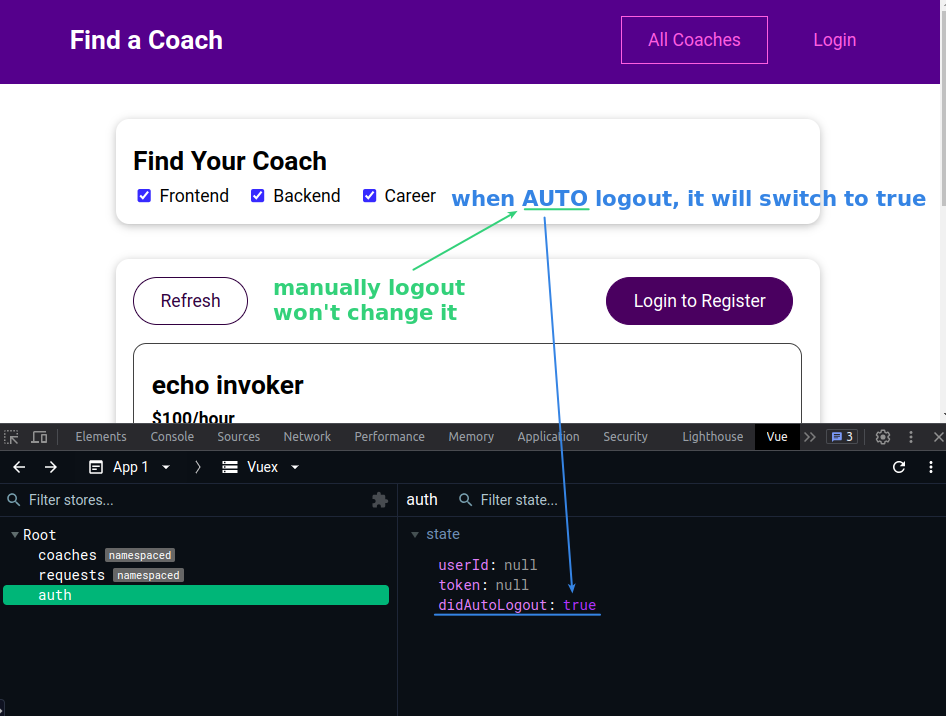 Find a Coach
All Coaches
Login
Find Your Coach
Frontend
Backend
Career
when AUTO logout, it will switch to true
Refresh
manually logout
won't change it
Login to Register
echo invoker
$100/hour
Elements
Console
Sources
Network
Performance
Memory
Application
Security
Lighthouse
Vue
3
App 1
Vuex
Filter stores...
auth
Filter state...
Root
coaches namespaced
requests namespaced
auth
state
userId: null
token: null
didAutoLogout: true